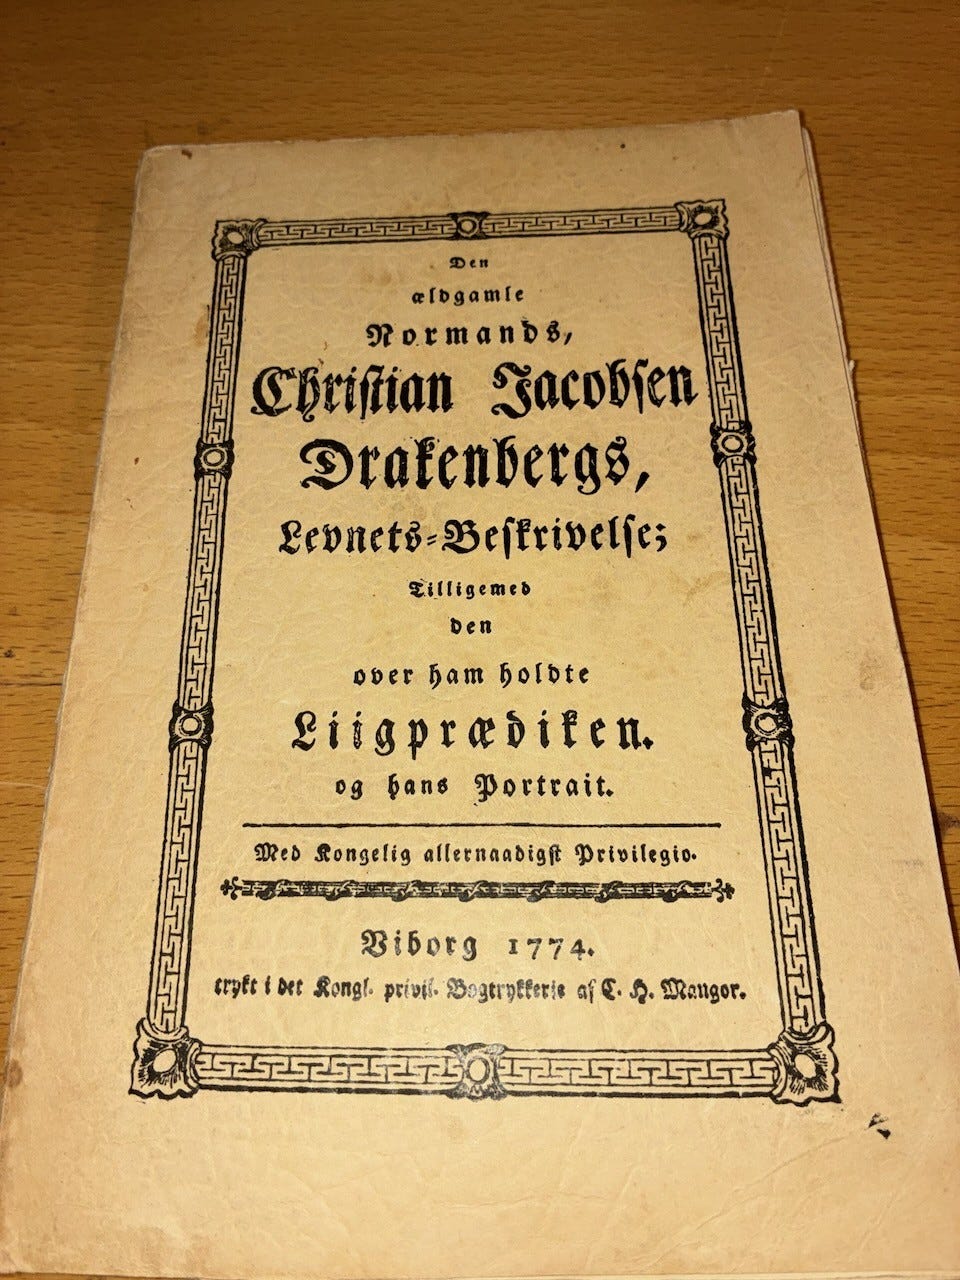 Den
ældgamle
Normands,
Chriſtian Jacobſen
Drakenbergs,
Levnets-Beſkrivelſe;
Tilligemed
den
over ham holdte
Liigprædiken.
og hans Portrait.
Med Kongelig allernaadigſt Privilegio.
Viborg 1774.
trykt i det Kongl. privil. Bogtrykkerie af C. H. Mangor.